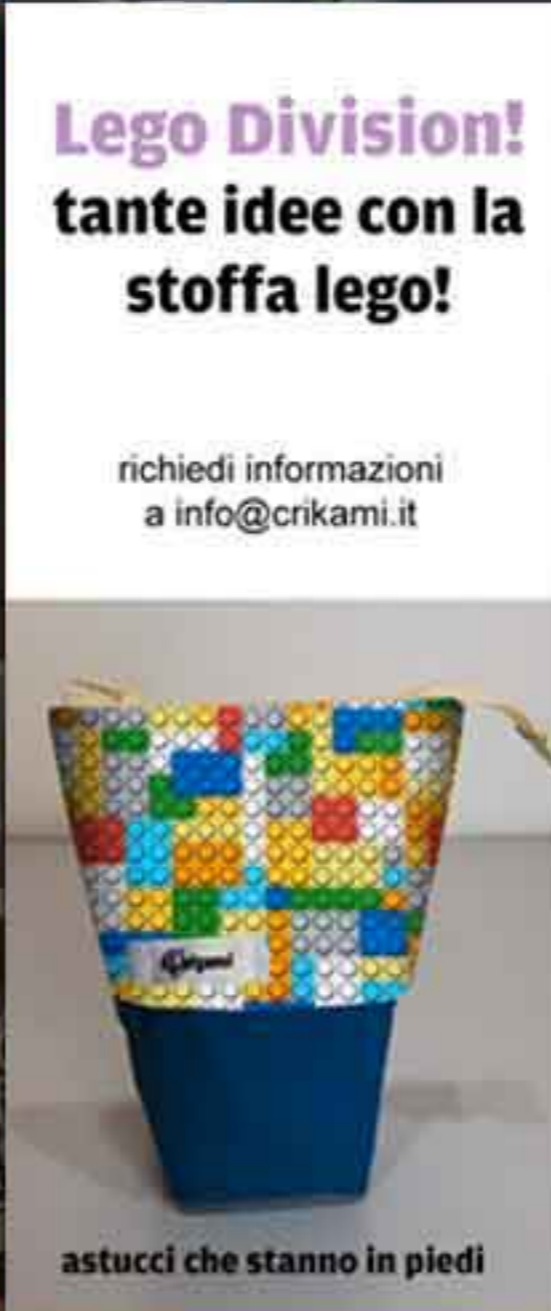 Lego Division!
tante idee con la
stoffa lego!
richiedi informazioni
a info@crikami.it
astucci che stanno in piedi